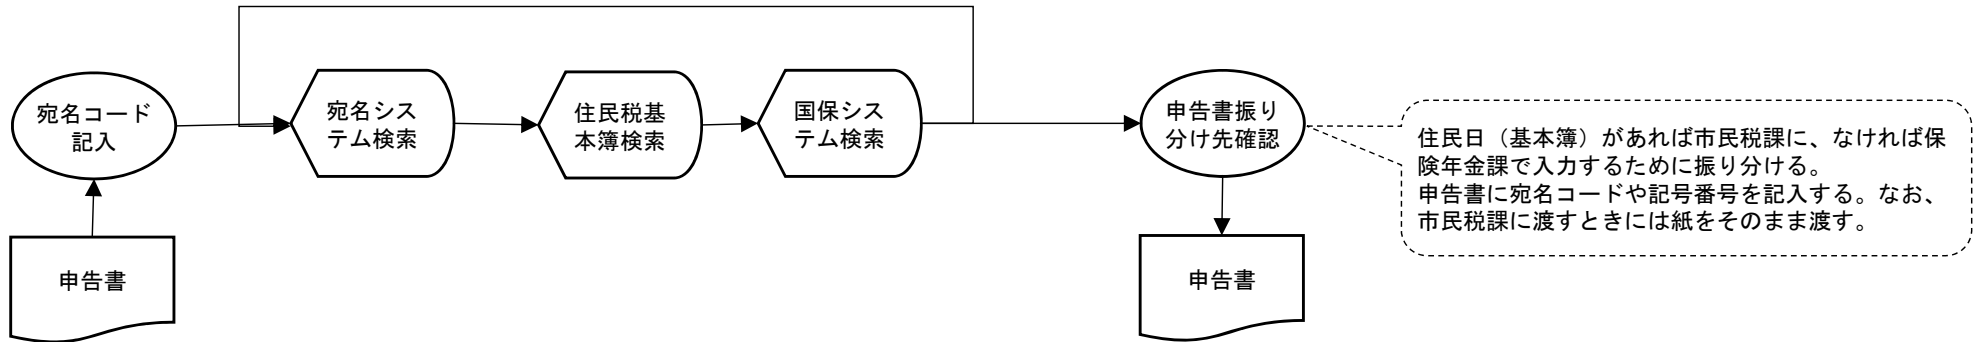 宛名コード
記入
宛名シス
テム検索
住民税基
本簿検索
国保シス
テム検索
申告書振り
分け先確認
住民日（基本簿）があれば市民税課に、なければ保
険年金課で入力するために振り分ける。
申告書に宛名コードや記号番号を記入する。なお、
市民税課に渡すときには紙をそのまま渡す。
申告書
申告書